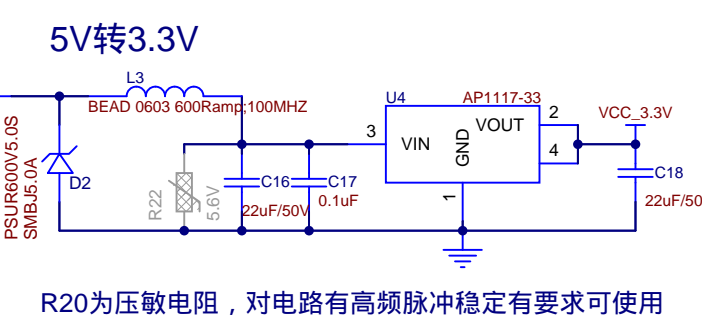 5V转3.3V
L3
BEAD 0603 600Ramp;100MHZ
U4
AP1117-33
VCC_3.3V
PSUR600V5.0S
SMBJ5.0A
D2
R22
5.6V
C16
22uF/50V
C17
0.1uF
3
VIN
GND
VOUT
2
4
1
C18
22uF/50
R20为压敏电阻，对电路有高频脉冲稳定有要求可使用